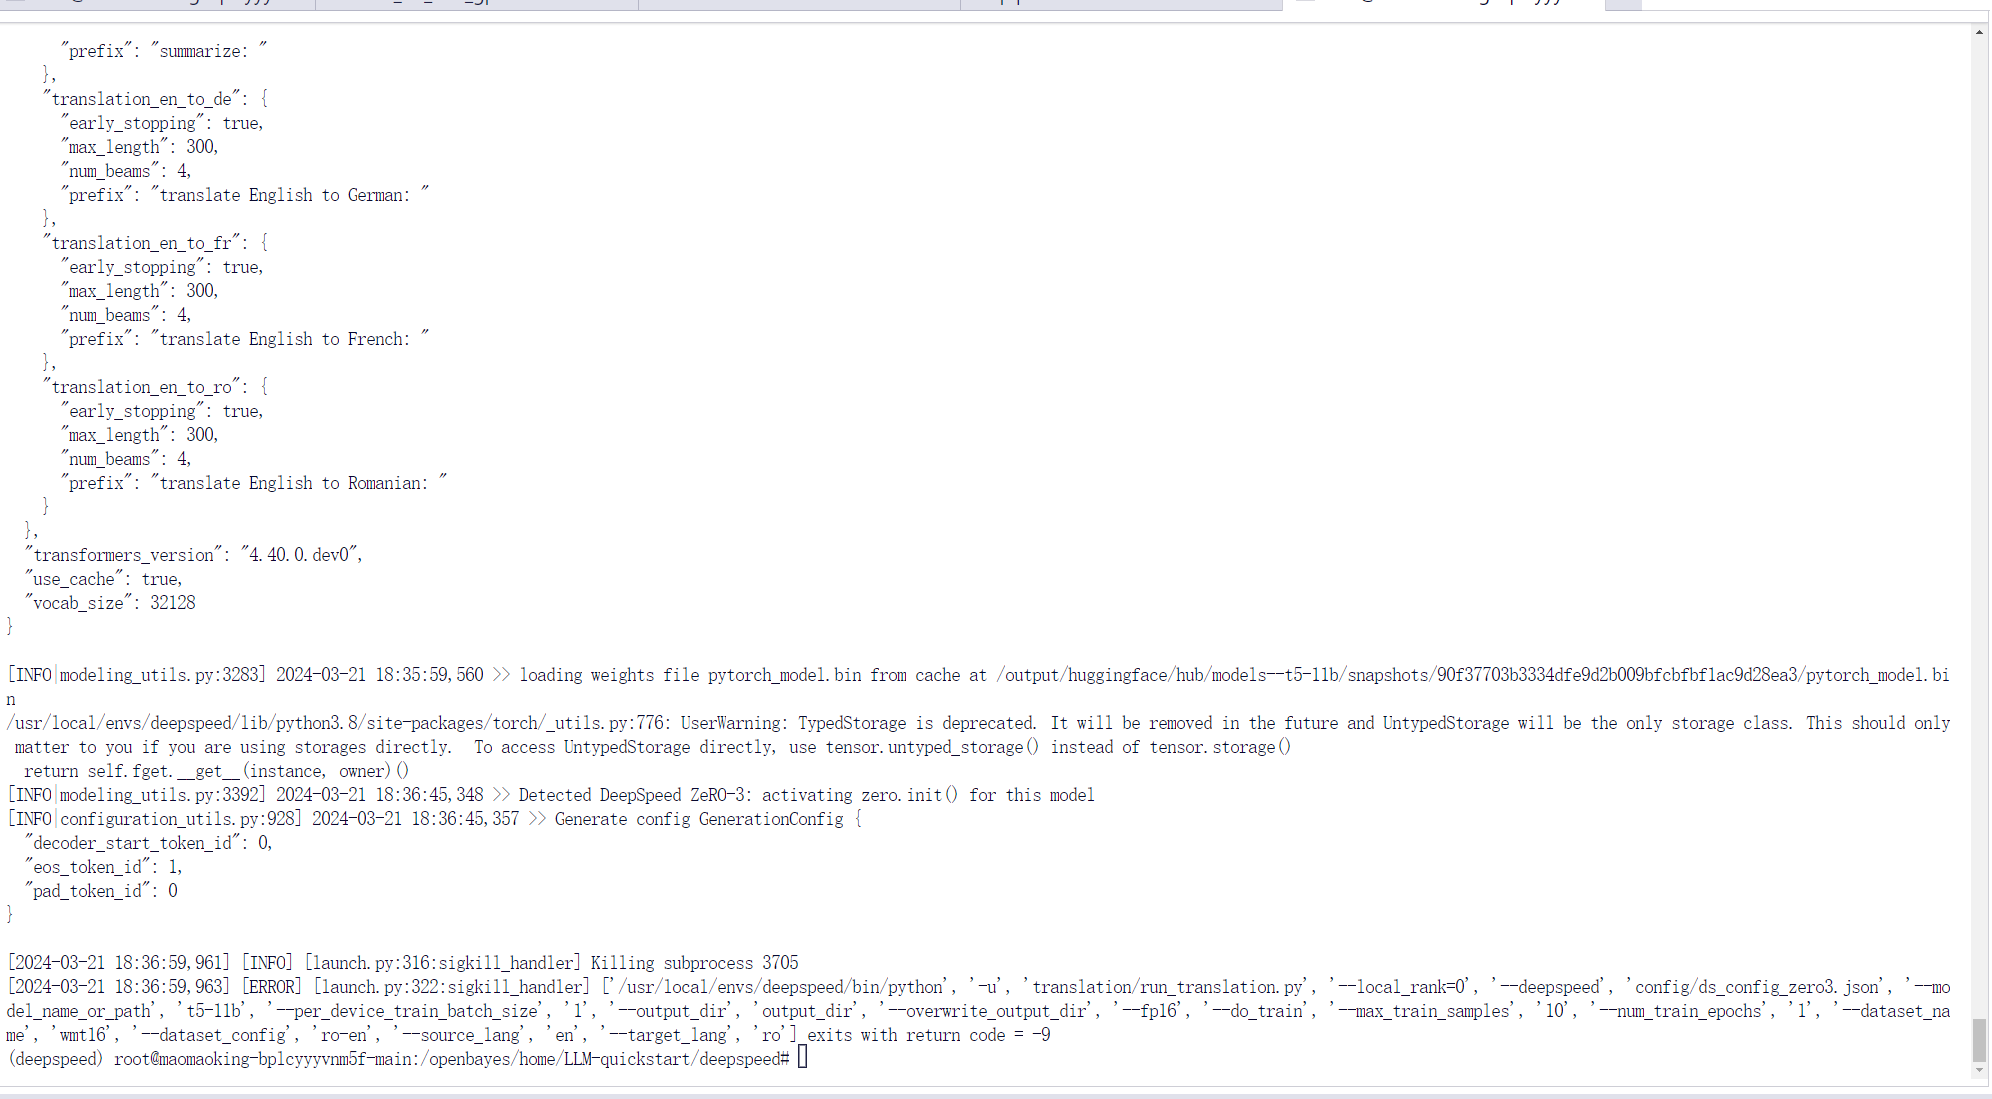 "prefix": "summarize: "
},
"translation_en_to_de": {
"early_stopping": true,
"max_length": 300,
"num_beams": 4,
"prefix": "translate English to German: "
},
"translation_en_to_fr": {
"early_stopping": true,
"max_length": 300,
"num_beams": 4,
"prefix": "translate English to French: "
},
"translation_en_to_ro": {
"early_stopping": true,
"max_length": 300,
"num_beams": 4,
"prefix": "translate English to Romanian: "
}
},
"transformers_version": "4.40.0.dev0",
"use_cache": true,
"vocab_size": 32128
}
[INFO|modeling_utils.py:3283] 2024-03-21 18:35:59,560 >> loading weights file pytorch_model.bin from cache at /output/huggingface/hub/models--t5-11b/snapshots/90f37703b3334dfe9d2b009bfcbfbf1ac9d28ea3/pytorch_model.bi
n
/usr/local/envs/deepspeed/lib/python3.8/site-packages/torch/_utils.py:776: UserWarning: TypedStorage is deprecated. It will be removed in the future and UntypedStorage will be the only storage class. This should only
matter to you if you are using storages directly.  To access UntypedStorage directly, use tensor.untyped_storage() instead of tensor.storage()
return self.fget.__get__(instance, owner)()
[INFO|modeling_utils.py:3392] 2024-03-21 18:36:45,348 >> Detected DeepSpeed ZeRO-3: activating zero.init() for this model
[INFO|configuration_utils.py:928] 2024-03-21 18:36:45,357 >> Generate config GenerationConfig {
"decoder_start_token_id": 0,
"eos_token_id": 1,
"pad_token_id": 0
}
[2024-03-21 18:36:59,961] [INFO] [launch.py:316:sigkill_handler] Killing subprocess 3705
[2024-03-21 18:36:59,963] [ERROR] [launch.py:322:sigkill_handler] ['/usr/local/envs/deepspeed/bin/python', '-u', 'translation/run_translation.py', '--local_rank=0', '--deepspeed', 'config/ds_config_zero3.json', '--mo
del_name_or_path', 't5-11b', '--per_device_train_batch_size', '1', '--output_dir', 'output_dir', '--overwrite_output_dir', '--fp16', '--do_train', '--max_train_samples', '10', '--num_train_epochs', '1', '--dataset_na
me', 'wmt16', '--dataset_config', 'ro-en', '--source_lang', 'en', '--target_lang', 'ro'] exits with return code = -9
(deepspeed) root@maomaoking-bplcyyyvnm5f-main:/openbayes/home/LLM-quickstart/deepspeed#